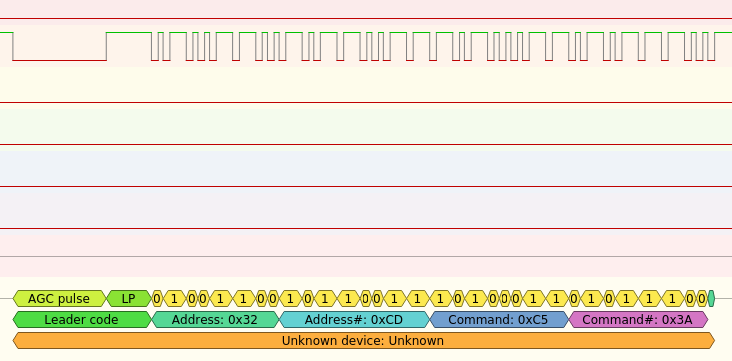 AGC pulse LP 0 1 0 0 1 1 0 0 1 0 1 1 0 0 1 1 1 0 1 0 0 0 1 1 0 1 0 1 1 1 0 0
Leader code Address: 0x32 Address#: 0xCD Command: 0xC5 Command#: 0x3A
Unknown device: Unknown